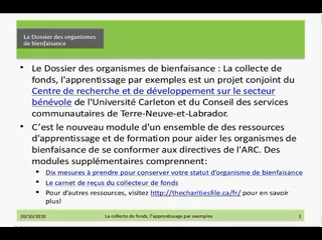 Le Dossier des organismes
de bienfaisance
• Le Dossier des organismes de bienfaisance : La collecte de
fonds, l'apprentissage par exemples est un projet conjoint du
Centre de recherche et de développement sur le secteur
bénévole de l'Université Carleton et du Conseil des services
communautaires de Terre-Neuve-et-Labrador.
• C'est le nouveau module d'un ensemble de des ressources
d'apprentissage et de formation pour aider les organismes de
bienfaisance de se conformer aux directives de l'ARC. Des
modules supplémentaires comprennent:
• Dix mesures à prendre pour conserver votre statut d'organisme de bienfaisance
• Le carnet de reçus du collecteur de fonds
• Pour d'autres ressources, visitez http://thecharitiesfile.ca/fr/ pour en savoir
plus!
20/10/2010 La collecte de fonds, l'apprentissage par exemples 3